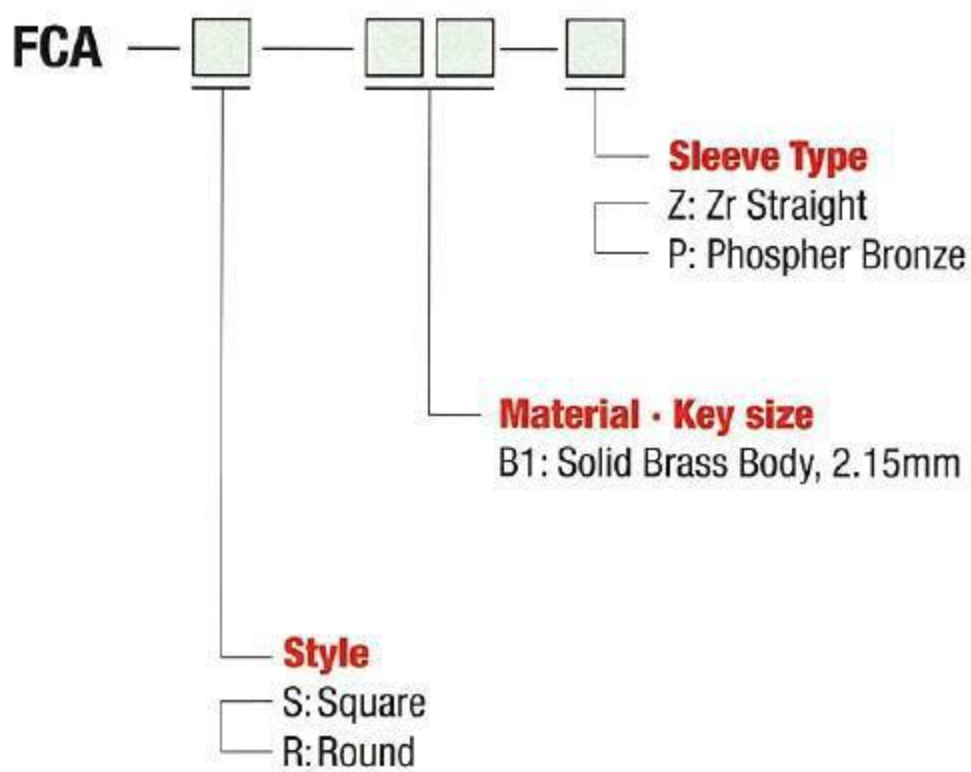 FCA
Sleeve Type
Z: Zr Straight
P: Phospher Bronze
Material · Key size
B1: Solid Brass Body, 2.15mm
Style
S: Square
R: Round